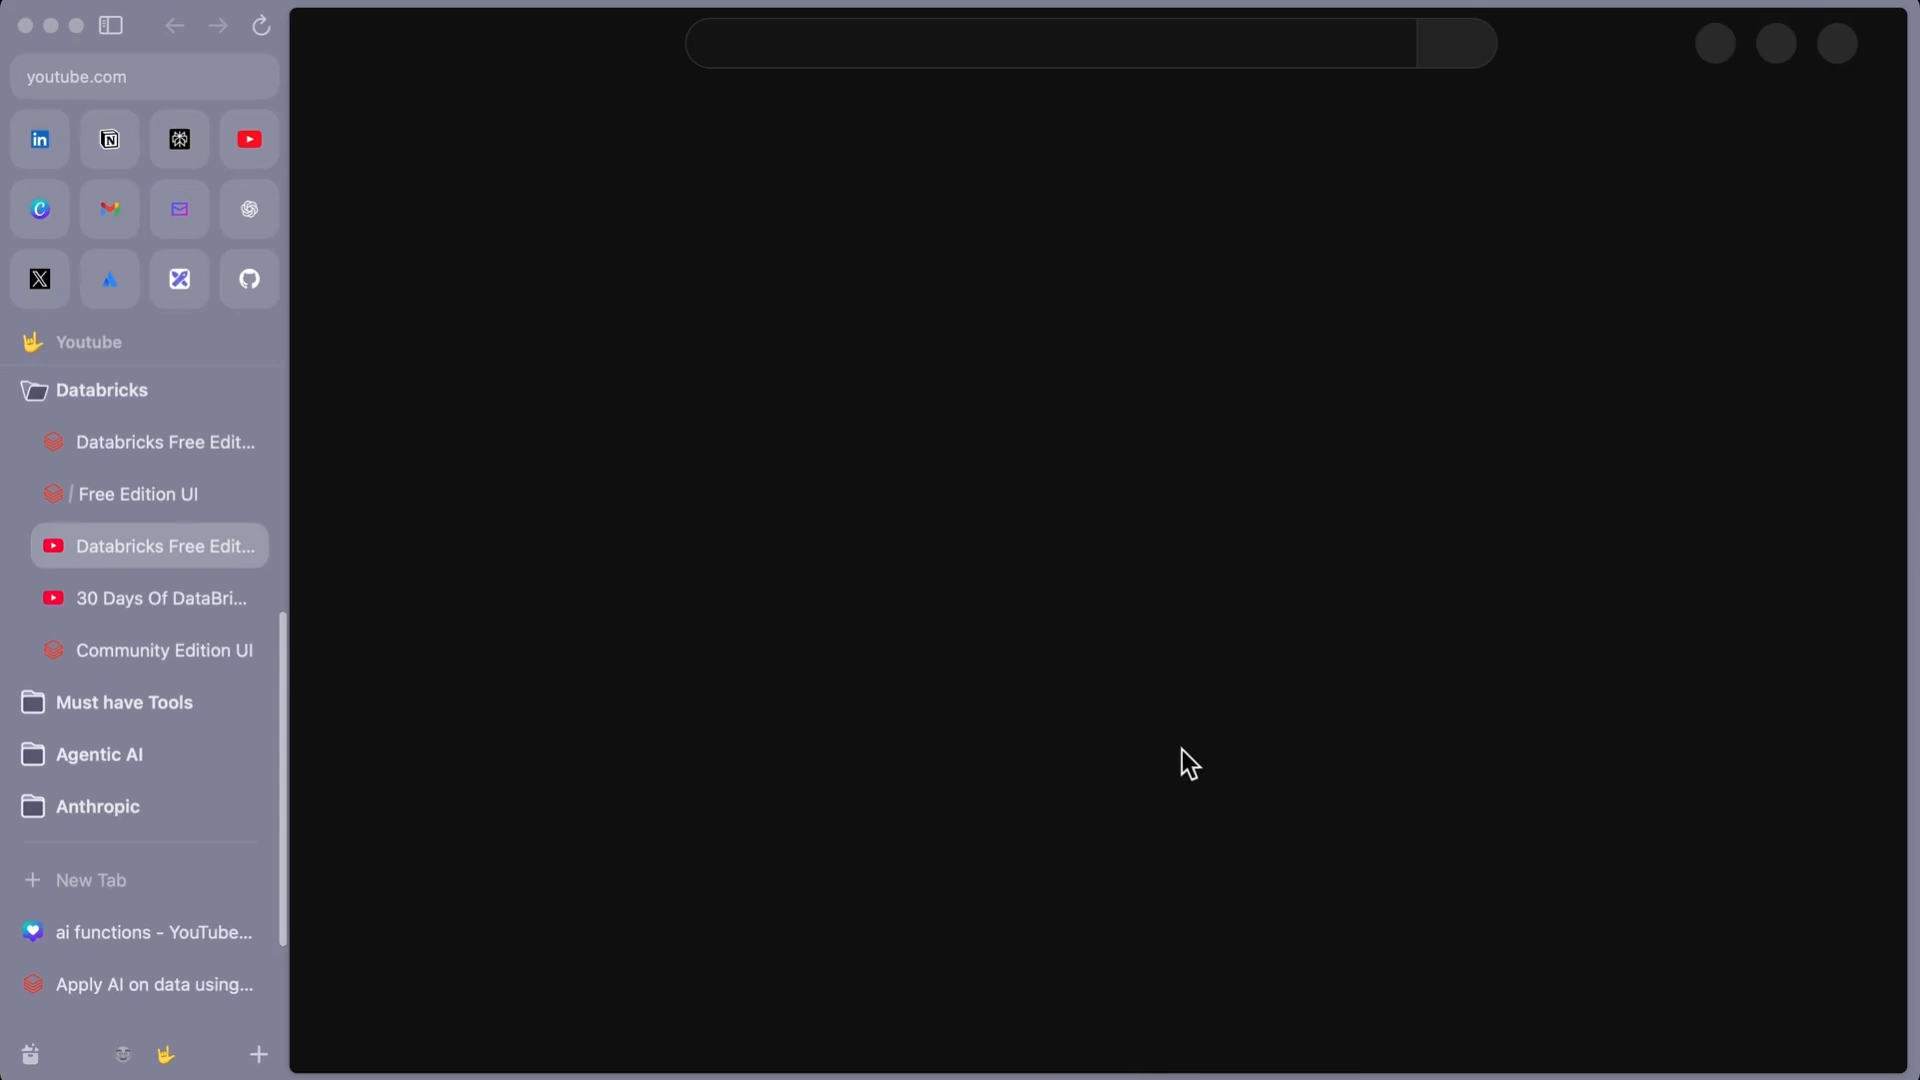 youtube.com
Youtube
Databricks
Databricks Free Edit...
/ Free Edition UI
Databricks Free Edit...
30 Days Of DataBri...
Community Edition UI
Must have Tools
Agentic AI
Anthropic
+ New Tab
ai functions - YouTube...
Apply AI on data using...